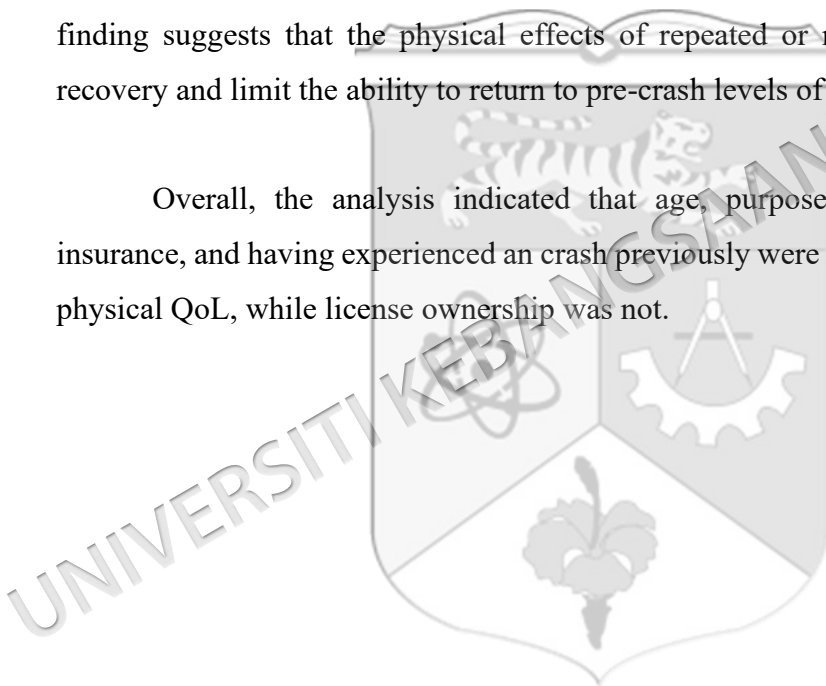 finding suggests that the physical effects of repeated or
recovery and limit the ability to return to pre-crash levels of
Overall, the analysis indicated that age, purpose
insurance, and having experienced an crash previously were
physical QoL, while license ownership was not.
UNIVERSITI KEBANGSAAN